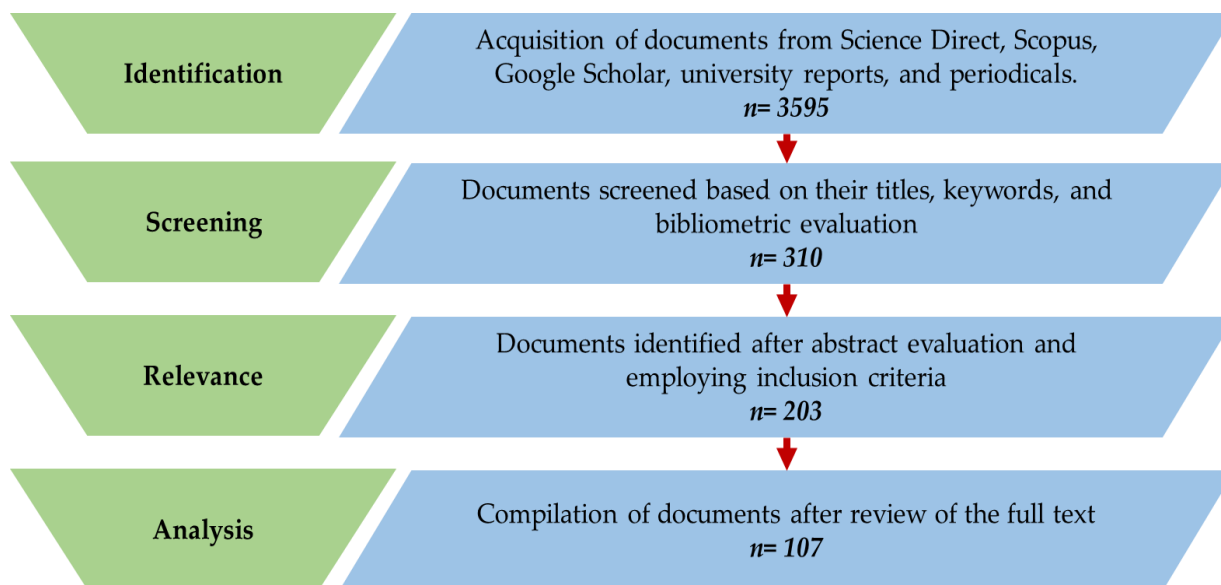 Identification
Acquisition of documents from Science Direct, Scopus,
Google Scholar, university reports, and periodicals.
n= 3595
Screening
Documents screened based on their titles, keywords, and
bibliometric evaluation
n= 310
Relevance
Documents identified after abstract evaluation and
employing inclusion criteria
n= 203
Analysis
Compilation of documents after review of the full text
n= 107